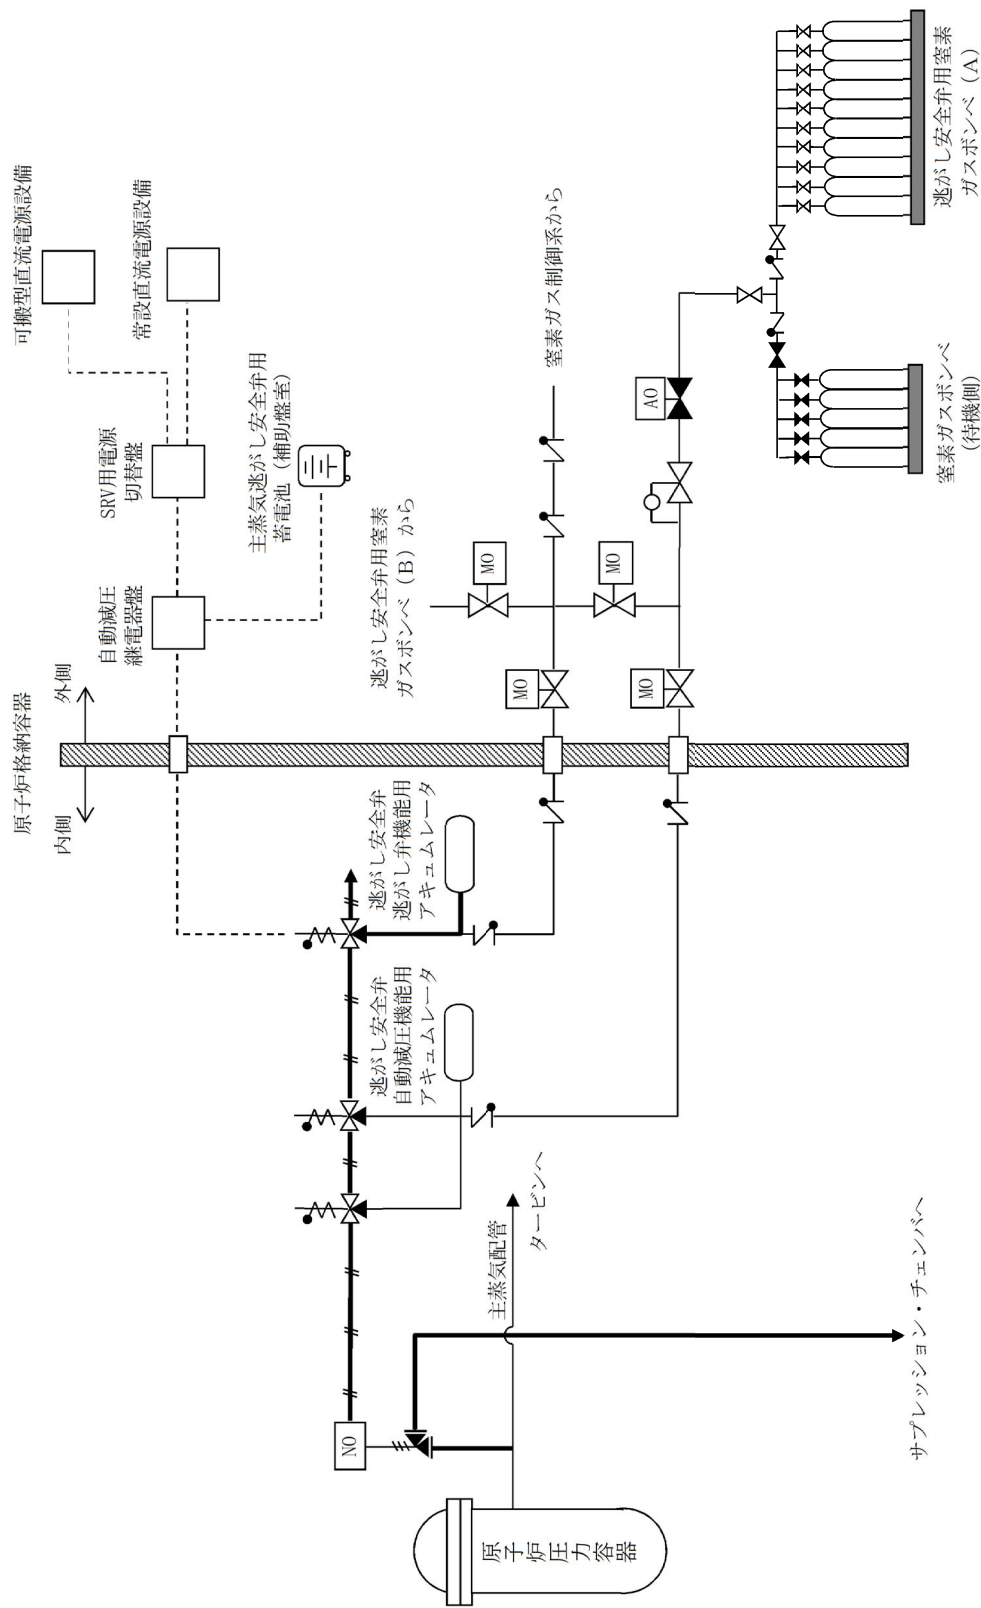 原子炉圧力容器
NO
主蒸気配管
タービンへ
サプレッション・チェンバへ
逃がし安全弁
自動減圧機能用
アキュムレータ
逃がし安全弁
逃がし弁機能用
アキュムレータ
原子炉格納容器
内側
外側
自動減圧
継電器盤
SRV用電源
切替盤
可搬型直流電源設備
常設直流電源設備
主蒸気逃がし安全弁用
蓄電池（補助盤室）
逃がし安全弁用窒素
ガスボンベ（B）から
MO
MO
MO
MO
窒素ガス制御系から
AO
窒素ガスボンベ
（待機側）
逃がし安全弁用窒素
ガスボンベ（A）